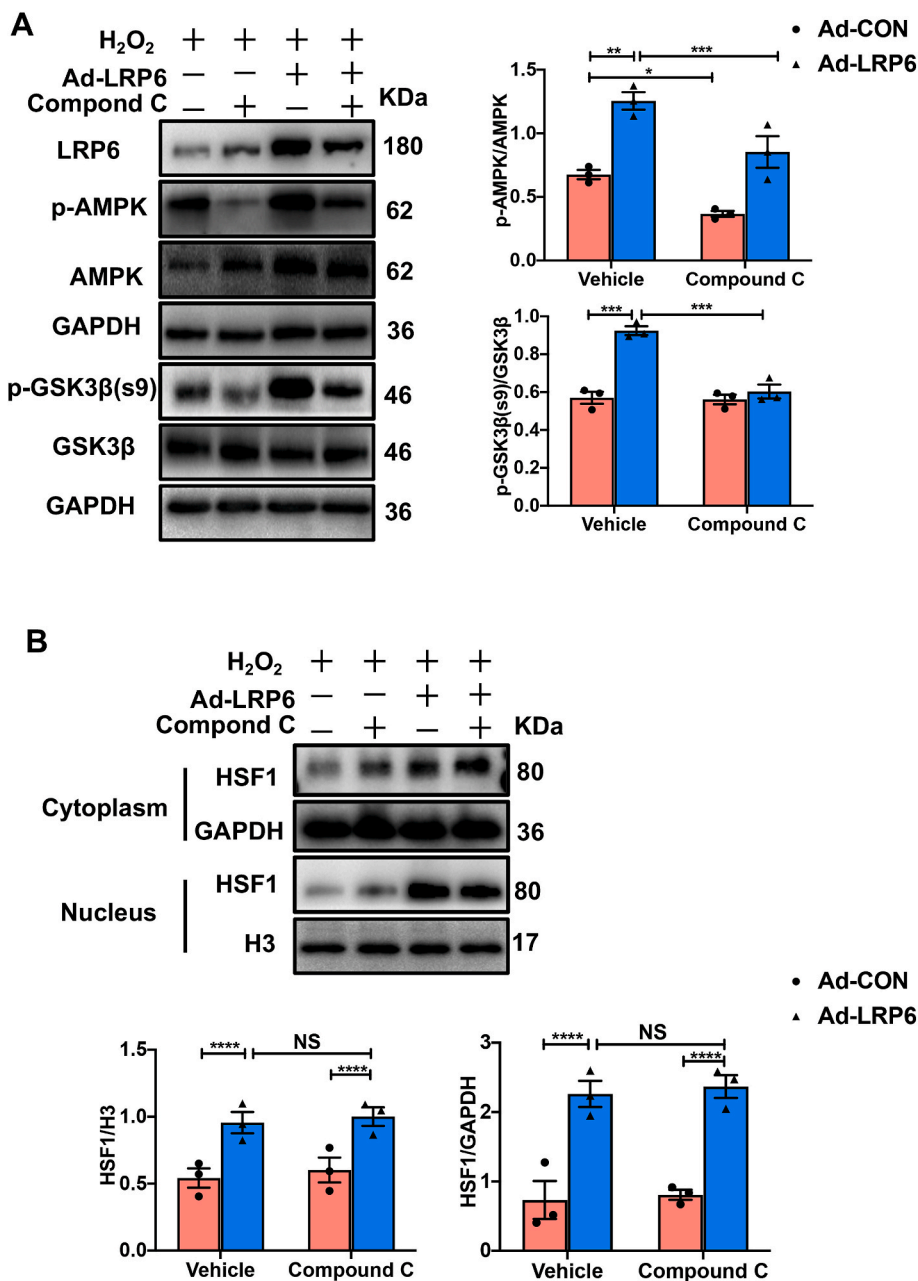 A
H2O2 + + + +
Ad-LRP6 — — + +
Compond C — + — + KDa
LRP6 180
p-AMPK 62
AMPK 62
GAPDH 36
p-GSK3β(s9) 46
GSK3β 46
GAPDH 36
Ad-CON
Ad-LRP6
p-AMPK/AMPK
1.5
1.0
0.5
0.0
** ***
*
Vehicle Compound C
p-GSK3β(s9)/GSK3β
1.0
0.8
0.6
0.4
0.2
0.0
*** ***
Vehicle Compound C
B
H2O2 + + + +
Ad-LRP6 — — + +
Compond C — + — + KDa
Cytoplasm
HSF1 80
GAPDH 36
Nucleus
HSF1 80
H3 17
Ad-CON
Ad-LRP6
HSF1/H3
1.5
1.0
0.5
0.0
**** NS
****
Vehicle Compound C
HSF1/GAPDH
3
2
1
0
**** NS
****
Vehicle Compound C